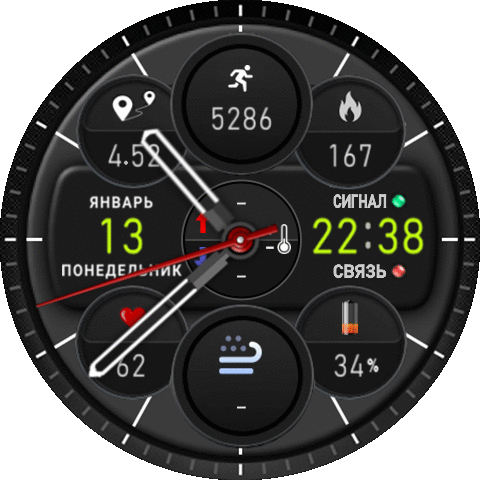 5286
4.52
167
ЯНВАРЬ
13
ПОНЕДЕЛЬНИК
СИГНАЛ
22:38
СВЯЗЬ
62
34%